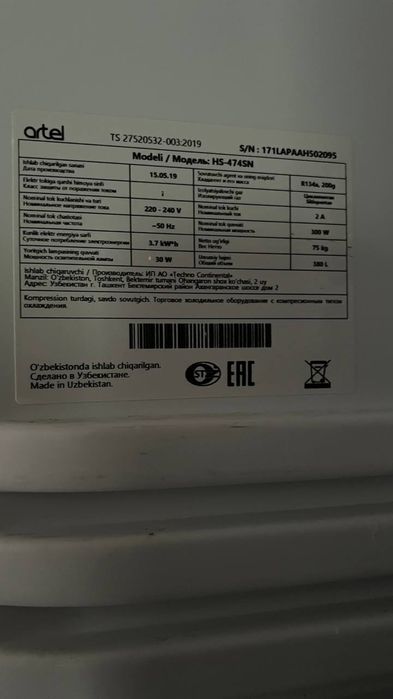 artel
TS 27520532-003:2019
S/N : 171LAPAAH502095
Modeli / Модель: HS-474SN
Ishlab chiqarilgan sanasi
Дата производства
15.05.19
Sovutuvchi agent va uning miqdori
Хладагент и его масса
R134a, 200g
Elektr tokiga qarshi himoya sinfi
Класс защиты от поражения током
I
Izolyatsiyalovchi gaz
Изолирующий газ
Nominal tok kuchlanishi va turi
Номинальное напряжение тока
220 - 240 V
Nominal tok kuchi
Номинальный ток
2 A
Nominal tok chastotasi
Номинальная частота
~50 Hz
Nominal tok quvvati
Номинальная мощность
300 W
Kunlik elektr energiya sarfi
Суточное потребление электроэнергии
3.7 kW*h
Netto og'irligi
Вес Нетто
75 kg
Yoritgich lampasining quvvati
Мощность осветительной лампы
30 W
Umumiy hajmi
Общий объем
380 L
Ishlab chiqaruvchi / Производитель: ИП АО «Techno Continental»
Manzil: O'zbekiston, Toshkent, Bektemir tumani Ohangaron shox ko'chasi, 2 uy
Адрес: Узбекистан г. Ташкент Бектемирский район Ахангаранское шоссе дом 2
Kompression turdagi, savdo sovutgich. Торговое холодильное оборудование с компрессионным типом
охлаждения.
O'zbekistonda ishlab chiqarilgan.
Сделано в Узбекистане.
Made in Uzbekistan.
ST
EAC